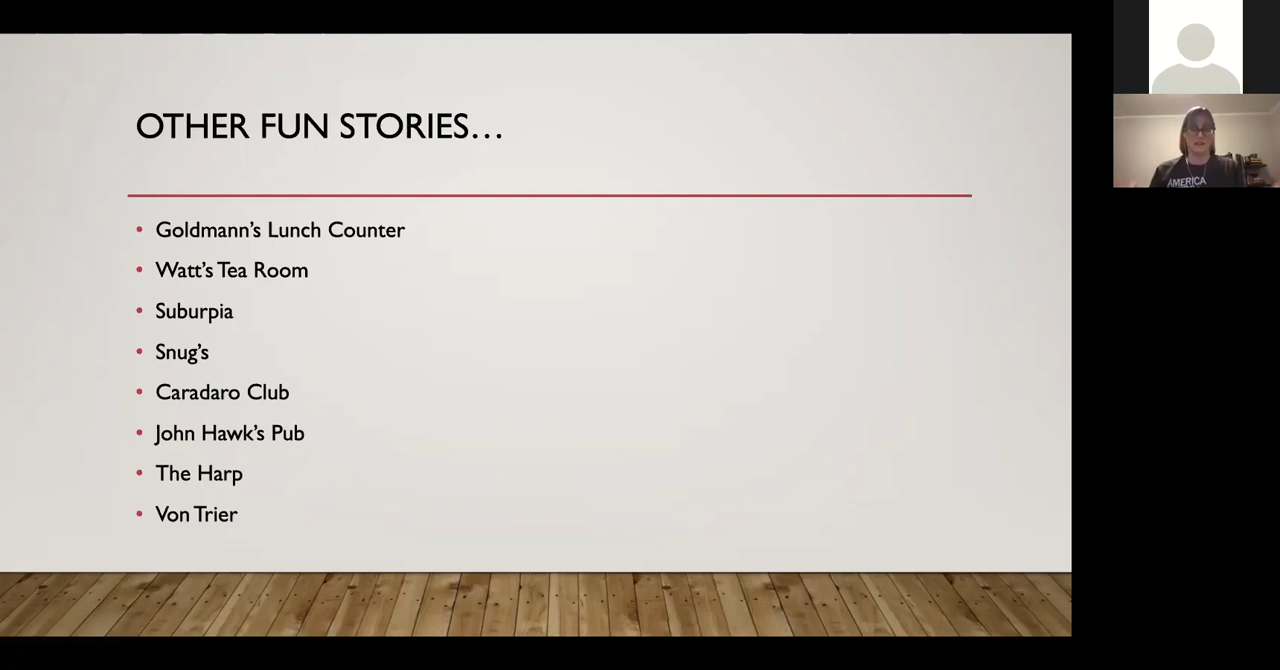 OTHER FUN STORIES…
• Goldmann's Lunch Counter
• Watt's Tea Room
• Suburpia
• Snug's
• Caradaro Club
• John Hawk's Pub
• The Harp
• Von Trier
AMERICA